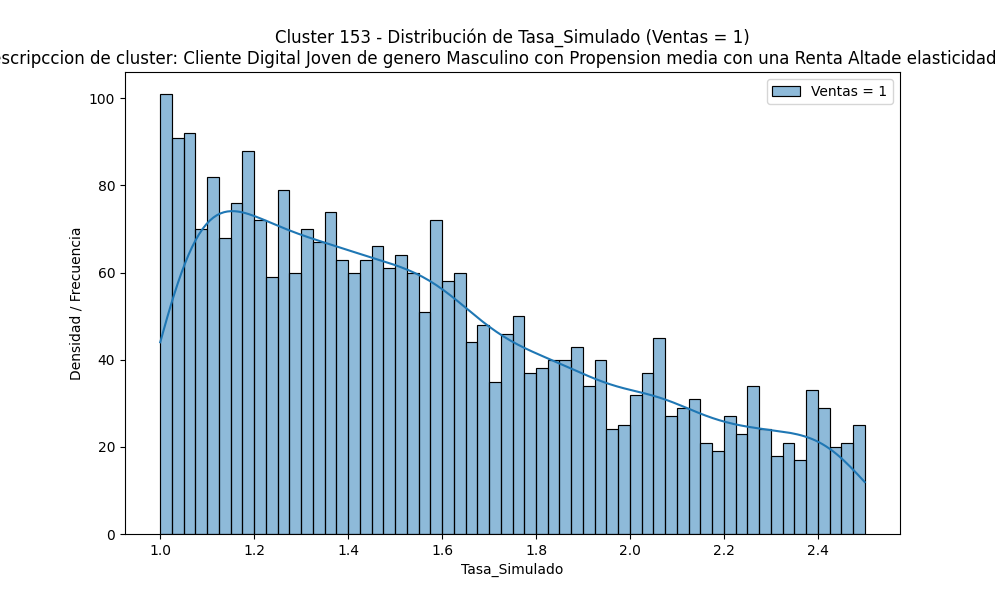 Cluster 153 - Distribución de Tasa_Simulado (Ventas = 1)
scripccion de cluster: Cliente Digital Joven de genero Masculino con Propension media con una Renta Altade elasticidad
Ventas = 1
Densidad / Frecuencia
100
80
60
40
20
0
1.0 1.2 1.4 1.6 1.8 2.0 2.2 2.4
Tasa_Simulado